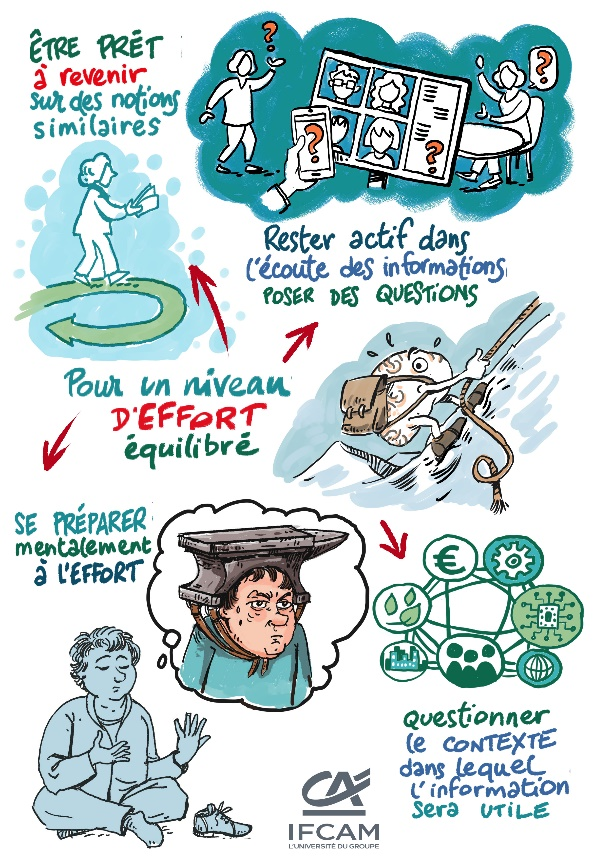 ÊTRE PRÊT
à revenir
sur des notions
similaires
?
?
?
?
Rester actif dans
l'écoute des informations
POSER DES QUESTIONS
Pour un niveau
D'EFFORT
équilibré
SE PRÉPARER
mentalement
à l'EFFORT
€
questionner
le CONTEXTE
dans lequel
l'information
sera UTILE
CA
IFCAM
L'UNIVERSITÉ DU GROUPE